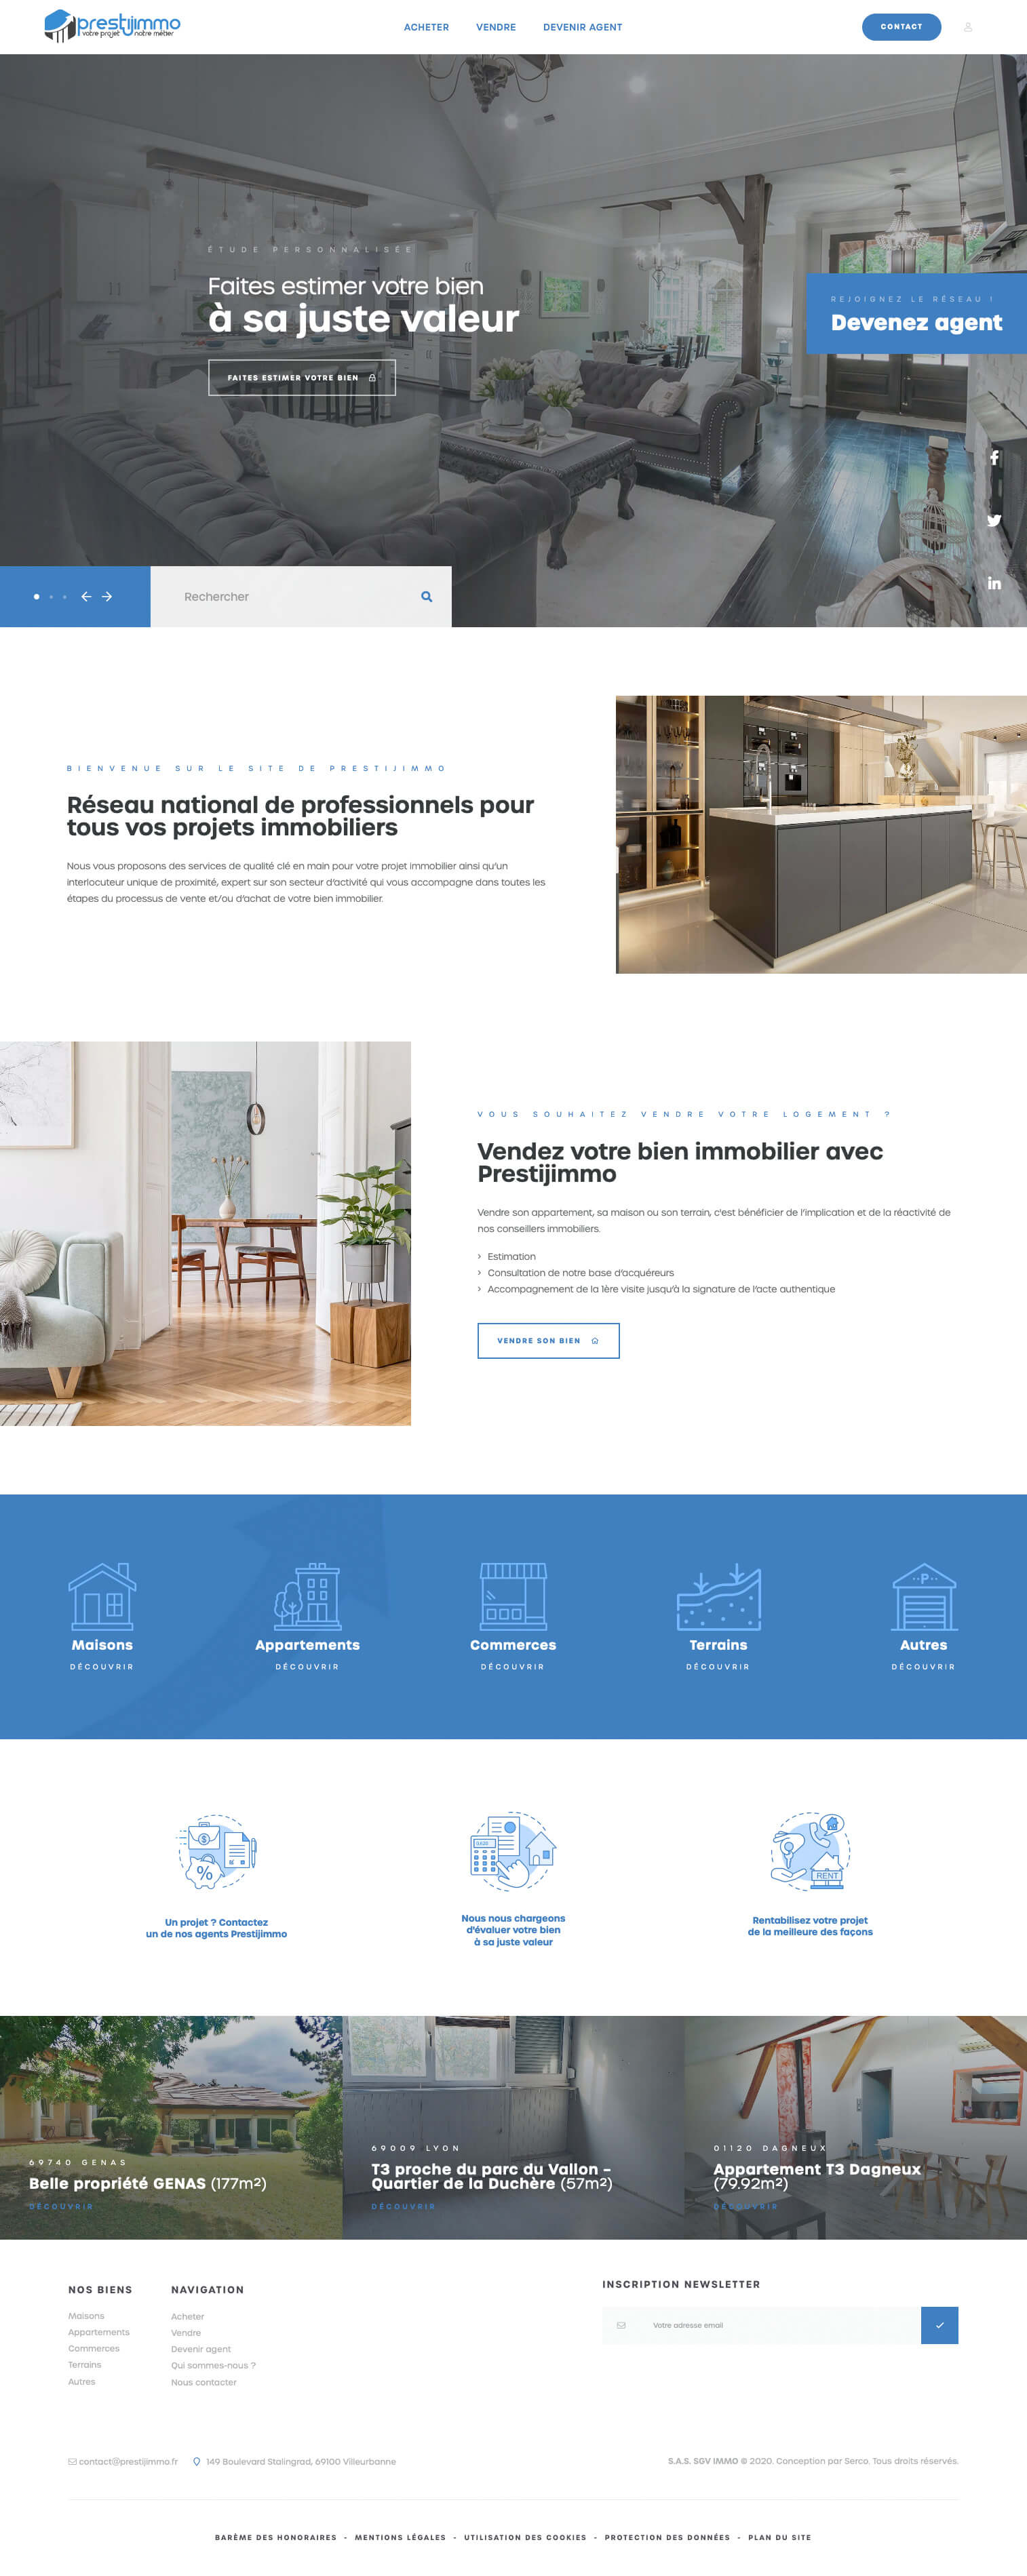 prestijimmo
votre projet notre métier
ACHETER
VENDRE
DEVENIR AGENT
CONTACT
ÉTUDE PERSONNALISÉE
Faites estimer votre bien
à sa juste valeur
FAITES ESTIMER VOTRE BIEN
REJOIGNEZ LE RÉSEAU !
Devenez agent
Rechercher
BIENVENUE SUR LE SITE DE PRESTIJIMMO
Réseau national de professionnels pour
tous vos projets immobiliers
Nous vous proposons des services de qualité clé en main pour votre projet immobilier ainsi qu'un
interlocuteur unique de proximité, expert sur son secteur d'activité qui vous accompagne dans toutes les
étapes du processus de vente et/ou d'achat de votre bien immobilier.
VOUS SOUHAITEZ VENDRE VOTRE LOGEMENT ?
Vendez votre bien immobilier avec
Prestijimmo
Vendre son appartement, sa maison ou son terrain, c'est bénéficier de l'implication et de la réactivité de
nos conseillers immobiliers.
Estimation
Consultation de notre base d'acquéreurs
Accompagnement de la 1ère visite jusqu'à la signature de l'acte authentique
VENDRE SON BIEN
Maisons
DÉCOUVRIR
Appartements
DÉCOUVRIR
Commerces
DÉCOUVRIR
Terrains
DÉCOUVRIR
P
Autres
DÉCOUVRIR
$
%
Un projet ? Contactez
un de nos agents Prestijimmo
Nous nous chargeons
d'évaluer votre bien
à sa juste valeur
RENT
Rentabilisez votre projet
de la meilleure des façons
69740 GENAS
Belle propriété GENAS (177m²)
DÉCOUVRIR
69009 LYON
T3 proche du parc du Vallon –
Quartier de la Duchère (57m²)
DÉCOUVRIR
01120 DAGNEUX
Appartement T3 Dagneux
(79.92m²)
DÉCOUVRIR
NOS BIENS
Maisons
Appartements
Commerces
Terrains
Autres
NAVIGATION
Acheter
Vendre
Devenir agent
Qui sommes-nous ?
Nous contacter
INSCRIPTION NEWSLETTER
Votre adresse email
contact@prestijimmo.fr
149 Boulevard Stalingrad, 69100 Villeurbanne
S.A.S. SGV IMMO © 2020. Conception par Serco. Tous droits réservés.
BARÈME DES HONORAIRES - MENTIONS LÉGALES - UTILISATION DES COOKIES - PROTECTION DES DONNÉES - PLAN DU SITE